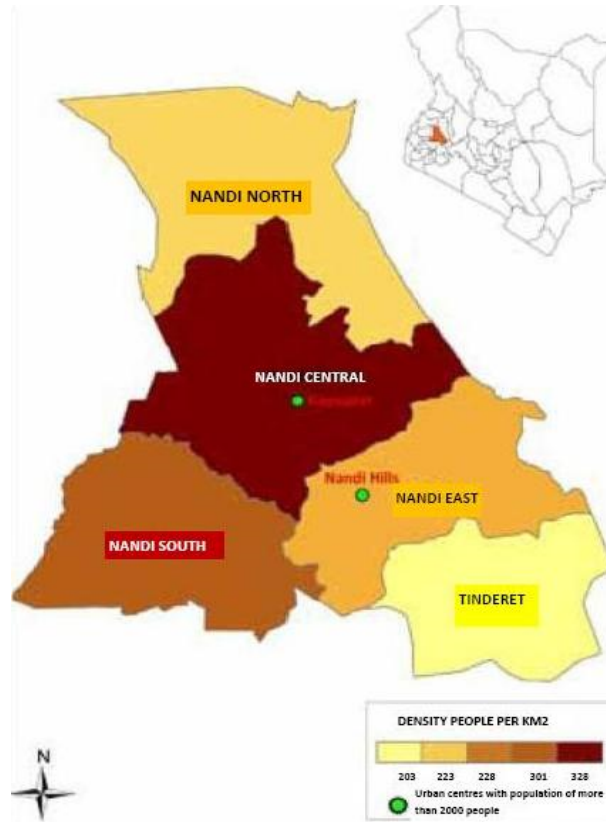 NANDI NORTH
NANDI CENTRAL
Nandi Hills
NANDI EAST
NANDI SOUTH
TINDERET
DENSITY PEOPLE PER KM2
203 223 228 301 328
Urban centres with population of more
than 2000 people
N